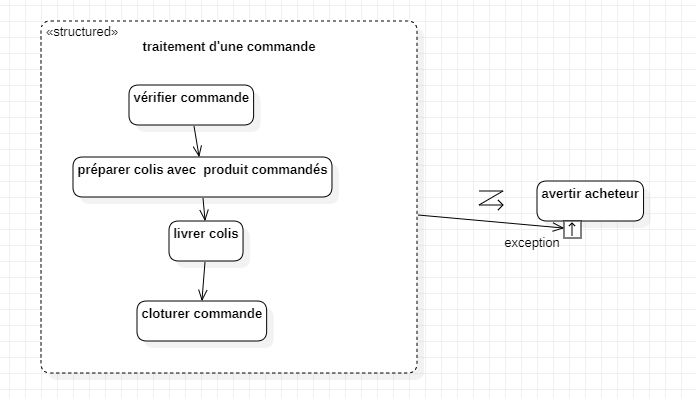 «structured»
traitement d'une commande
vérifier commande
préparer colis avec  produit commandés
livrer colis
cloturer commande
avertir acheteur
exception